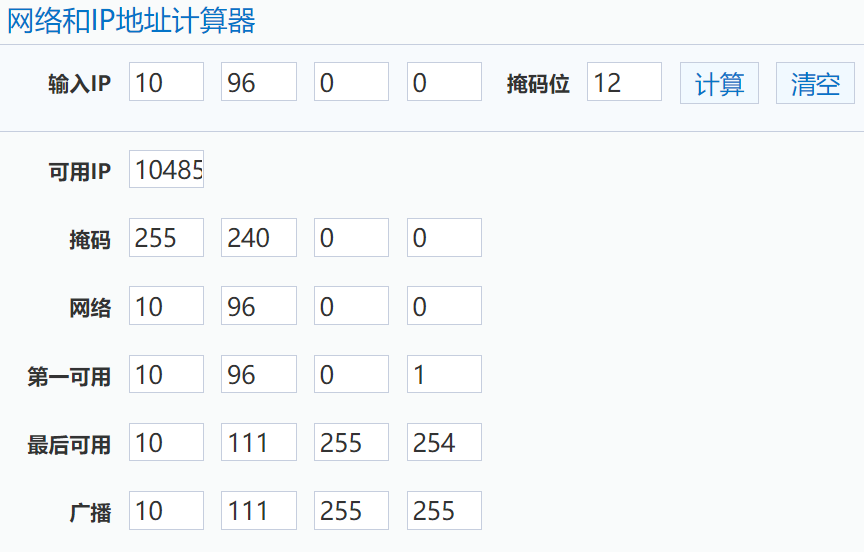 网络和IP地址计算器
输入IP 10 96 0 0 掩码位 12 计算 清空
可用IP 10485
掩码 255 240 0 0
网络 10 96 0 0
第一可用 10 96 0 1
最后可用 10 111 255 254
广播 10 111 255 255